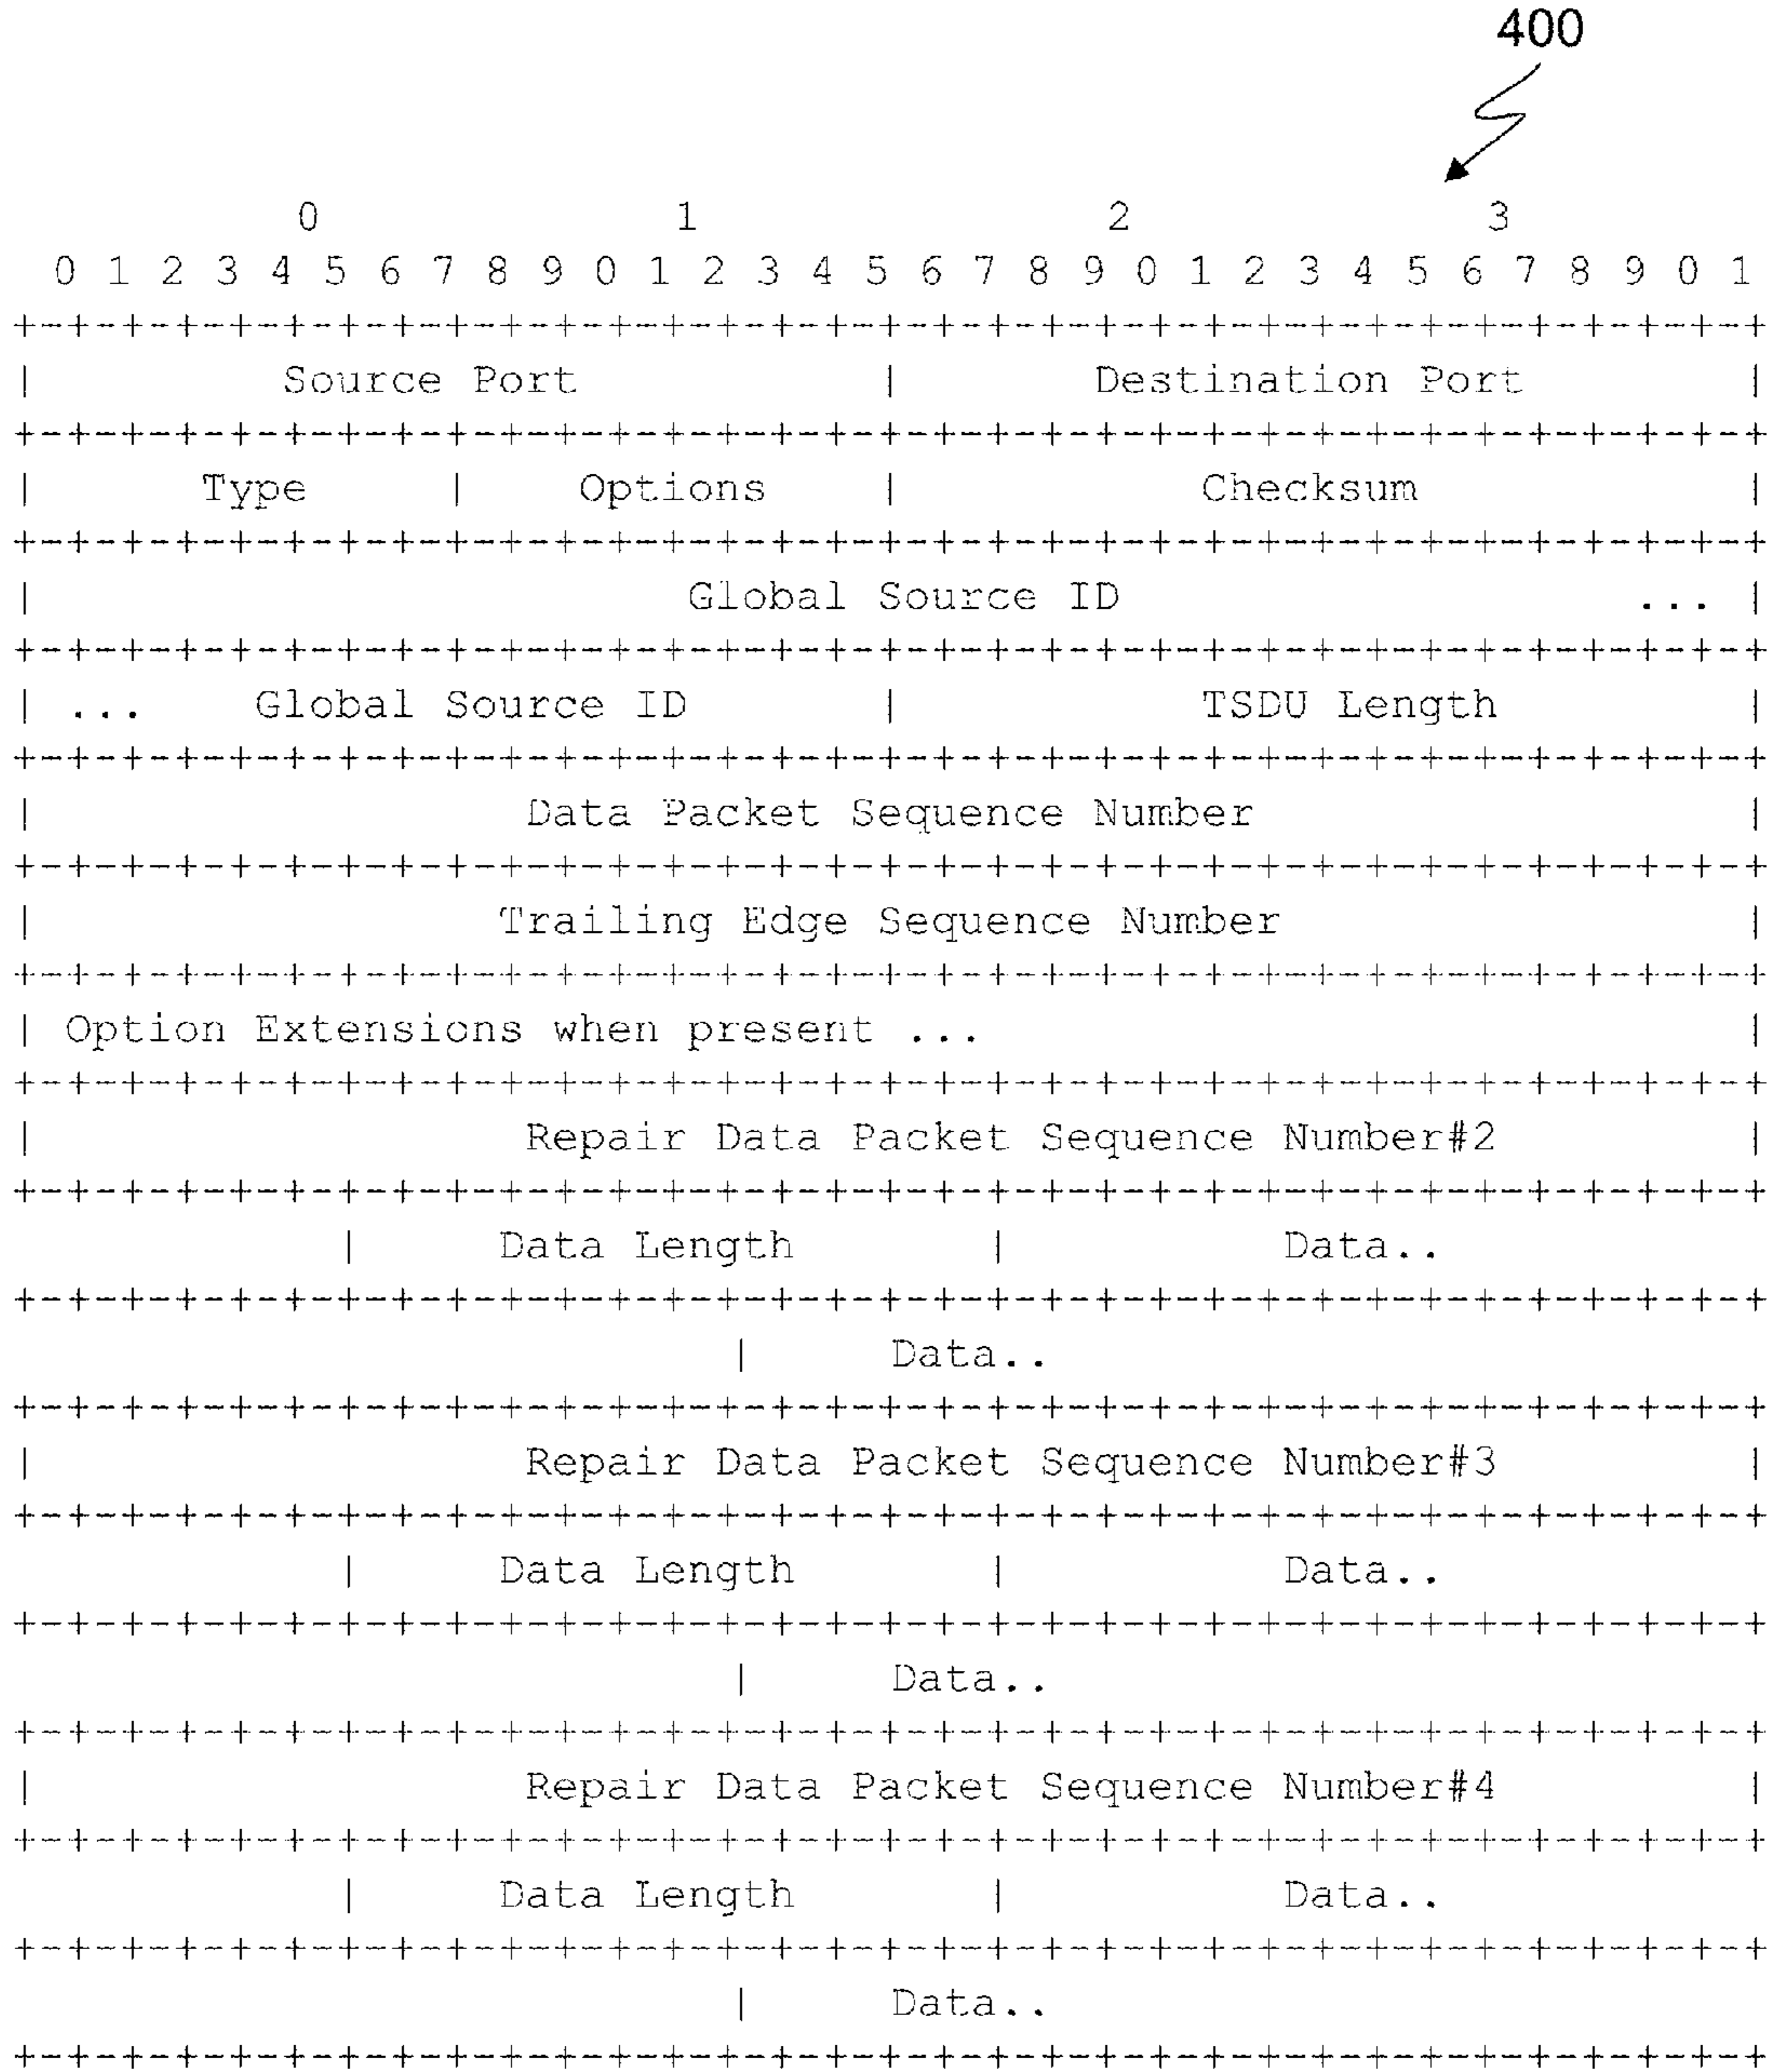 400
0 1 2 3
0 1 2 3 4 5 6 7 8 9 0 1 2 3 4 5 6 7 8 9 0 1 2 3 4 5 6 7 8 9 0 1
+-+-+-+-+-+-+-+-+-+-+-+-+-+-+-+-+-+-+-+-+-+-+-+-+-+-+-+-+-+-+-+-+
| Source Port | Destination Port |
+-+-+-+-+-+-+-+-+-+-+-+-+-+-+-+-+-+-+-+-+-+-+-+-+-+-+-+-+-+-+-+-+
| Type | Options | Checksum |
+-+-+-+-+-+-+-+-+-+-+-+-+-+-+-+-+-+-+-+-+-+-+-+-+-+-+-+-+-+-+-+-+
| Global Source ID ... |
+-+-+-+-+-+-+-+-+-+-+-+-+-+-+-+-+-+-+-+-+-+-+-+-+-+-+-+-+-+-+-+-+
| ... Global Source ID | TSDU Length |
+-+-+-+-+-+-+-+-+-+-+-+-+-+-+-+-+-+-+-+-+-+-+-+-+-+-+-+-+-+-+-+-+
| Data Packet Sequence Number |
+-+-+-+-+-+-+-+-+-+-+-+-+-+-+-+-+-+-+-+-+-+-+-+-+-+-+-+-+-+-+-+-+
| Trailing Edge Sequence Number |
+-+-+-+-+-+-+-+-+-+-+-+-+-+-+-+-+-+-+-+-+-+-+-+-+-+-+-+-+-+-+-+-+
| Option Extensions when present ... |
+-+-+-+-+-+-+-+-+-+-+-+-+-+-+-+-+-+-+-+-+-+-+-+-+-+-+-+-+-+-+-+-+
| Repair Data Packet Sequence Number#2 |
+-+-+-+-+-+-+-+-+-+-+-+-+-+-+-+-+-+-+-+-+-+-+-+-+-+-+-+-+-+-+-+-+
| Data Length | Data..
+-+-+-+-+-+-+-+-+-+-+-+-+-+-+-+-+-+-+-+-+-+-+-+-+-+-+-+-+-+-+-+-+
| Data..
+-+-+-+-+-+-+-+-+-+-+-+-+-+-+-+-+-+-+-+-+-+-+-+-+-+-+-+-+-+-+-+-+
| Repair Data Packet Sequence Number#3 |
+-+-+-+-+-+-+-+-+-+-+-+-+-+-+-+-+-+-+-+-+-+-+-+-+-+-+-+-+-+-+-+-+
| Data Length | Data..
+-+-+-+-+-+-+-+-+-+-+-+-+-+-+-+-+-+-+-+-+-+-+-+-+-+-+-+-+-+-+-+-+
| Data..
+-+-+-+-+-+-+-+-+-+-+-+-+-+-+-+-+-+-+-+-+-+-+-+-+-+-+-+-+-+-+-+-+
| Repair Data Packet Sequence Number#4 |
+-+-+-+-+-+-+-+-+-+-+-+-+-+-+-+-+-+-+-+-+-+-+-+-+-+-+-+-+-+-+-+-+
| Data Length | Data..
+-+-+-+-+-+-+-+-+-+-+-+-+-+-+-+-+-+-+-+-+-+-+-+-+-+-+-+-+-+-+-+-+
| Data..
+-+-+-+-+-+-+-+-+-+-+-+-+-+-+-+-+-+-+-+-+-+-+-+-+-+-+-+-+-+-+-+-+